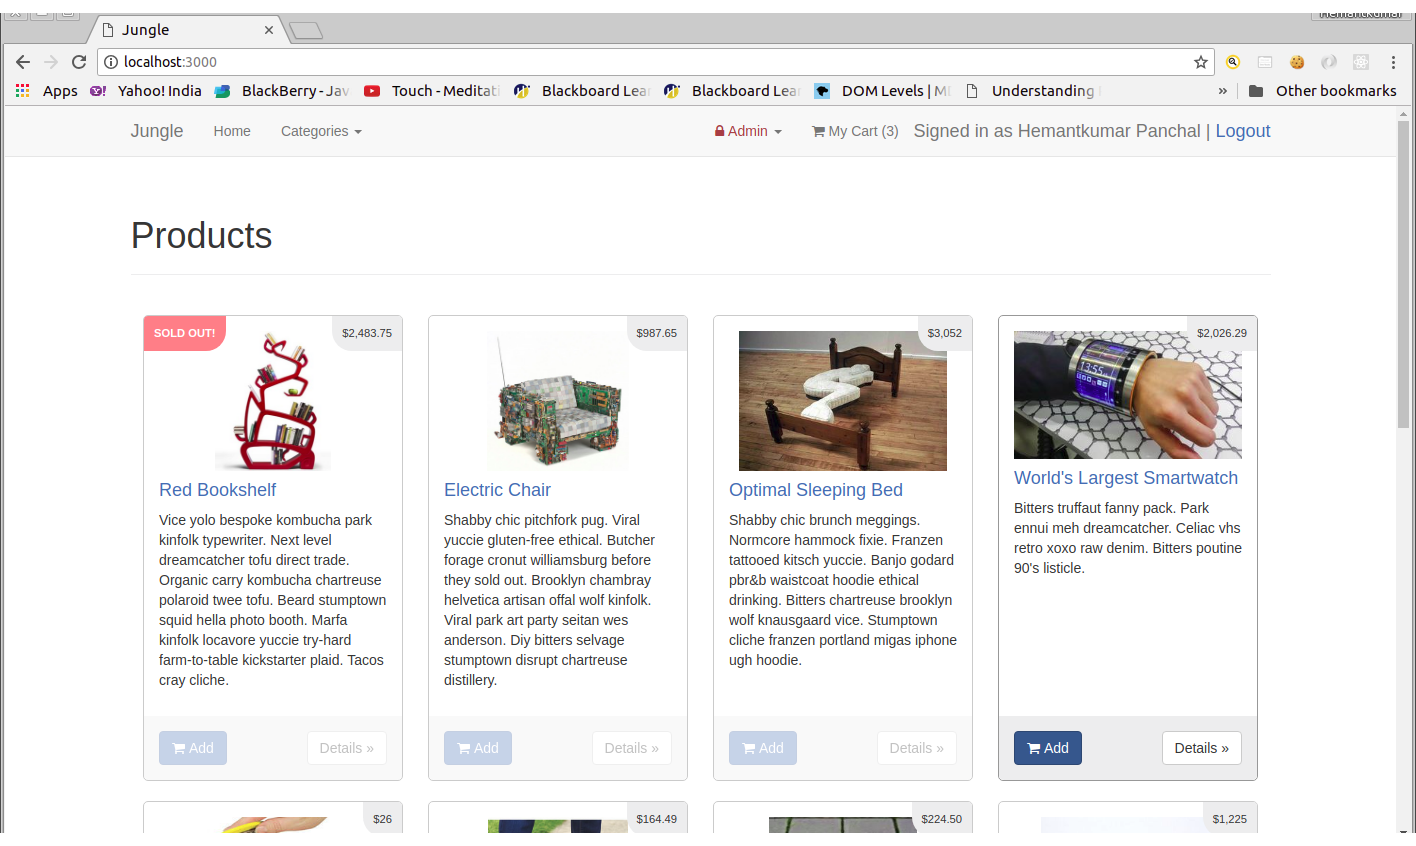 Hemantkumar
Jungle
localhost:3000
Apps Yahoo! India BlackBerry - Jav Touch - Meditati Blackboard Lear Blackboard Lear DOM Levels | M Understanding » Other bookmarks
Jungle Home Categories Admin My Cart (3) Signed in as Hemantkumar Panchal | Logout
Products
SOLD OUT! $2,483.75
Red Bookshelf
Vice yolo bespoke kombucha park
kinfolk typewriter. Next level
dreamcatcher tofu direct trade.
Organic carry kombucha chartreuse
polaroid twee tofu. Beard stumptown
squid hella photo booth. Marfa
kinfolk locavore yuccie try-hard
farm-to-table kickstarter plaid. Tacos
cray cliche.
Add Details »
$987.65
Electric Chair
Shabby chic pitchfork pug. Viral
yuccie gluten-free ethical. Butcher
forage cronut williamsburg before
they sold out. Brooklyn chambray
helvetica artisan offal wolf kinfolk.
Viral park art party seitan wes
anderson. Diy bitters selvage
stumptown disrupt chartreuse
distillery.
Add Details »
$3,052
Optimal Sleeping Bed
Shabby chic brunch meggings.
Normcore hammock fixie. Franzen
tattooed kitsch yuccie. Banjo godard
pbr&b waistcoat hoodie ethical
drinking. Bitters chartreuse brooklyn
wolf knausgaard vice. Stumptown
cliche franzen portland migas iphone
ugh hoodie.
Add Details »
$2,026.29
13:55
World's Largest Smartwatch
Bitters truffaut fanny pack. Park
ennui meh dreamcatcher. Celiac vhs
retro xoxo raw denim. Bitters poutine
90's listicle.
Add Details »
$26 $164.49 $224.50 $1,225